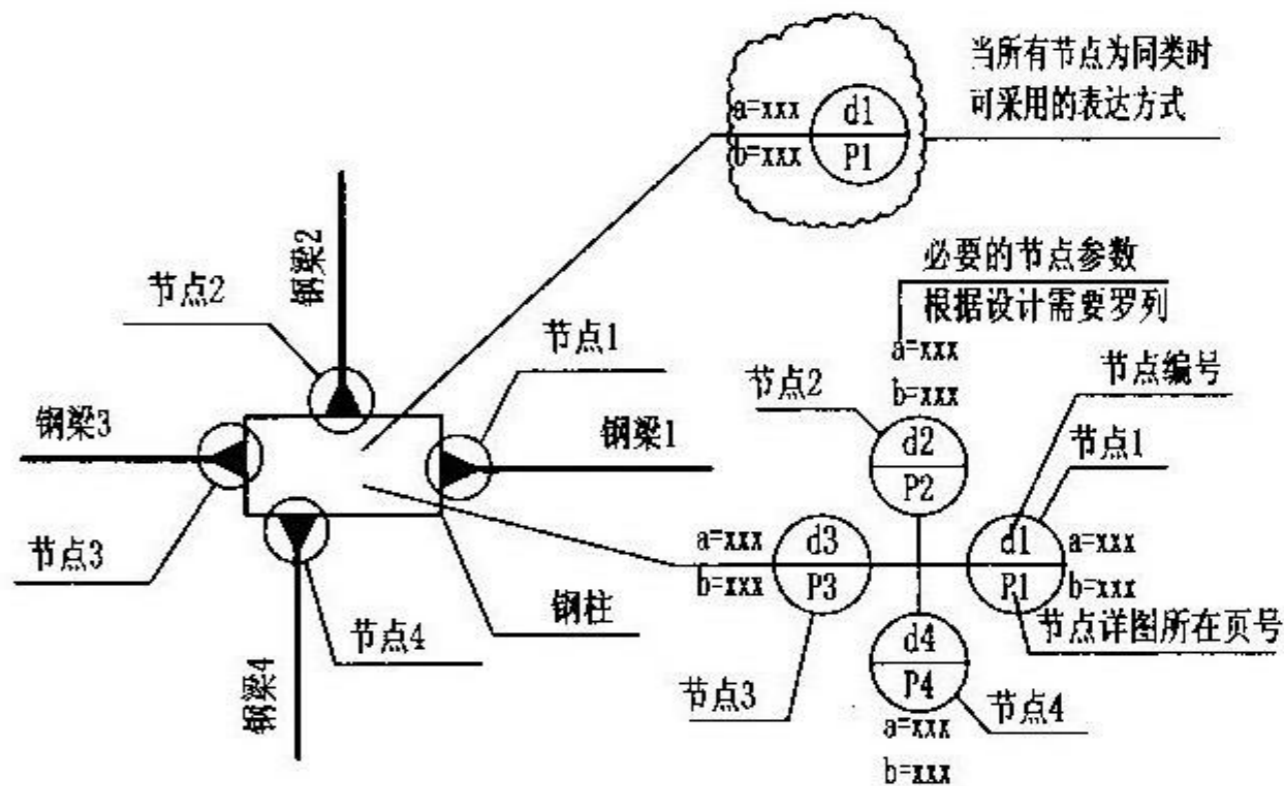 当所有节点为同类时
可采用的表达方式
a=xxx
b=xxx
d1
P1
必要的节点参数
根据设计需要罗列
a=xxx
b=xxx
钢梁2
节点2
节点1
钢梁3
钢梁1
节点3
节点4
钢梁4
钢柱
节点2
d2
P2
节点编号
节点1
a=xxx
b=xxx
d3
P3
d1
P1
a=xxx
b=xxx
节点详图所在页号
节点3
d4
P4
节点4
a=xxx
b=xxx